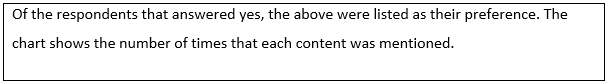 Of the respondents that answered yes, the above were listed as their preference. The
chart shows the number of times that each content was mentioned.